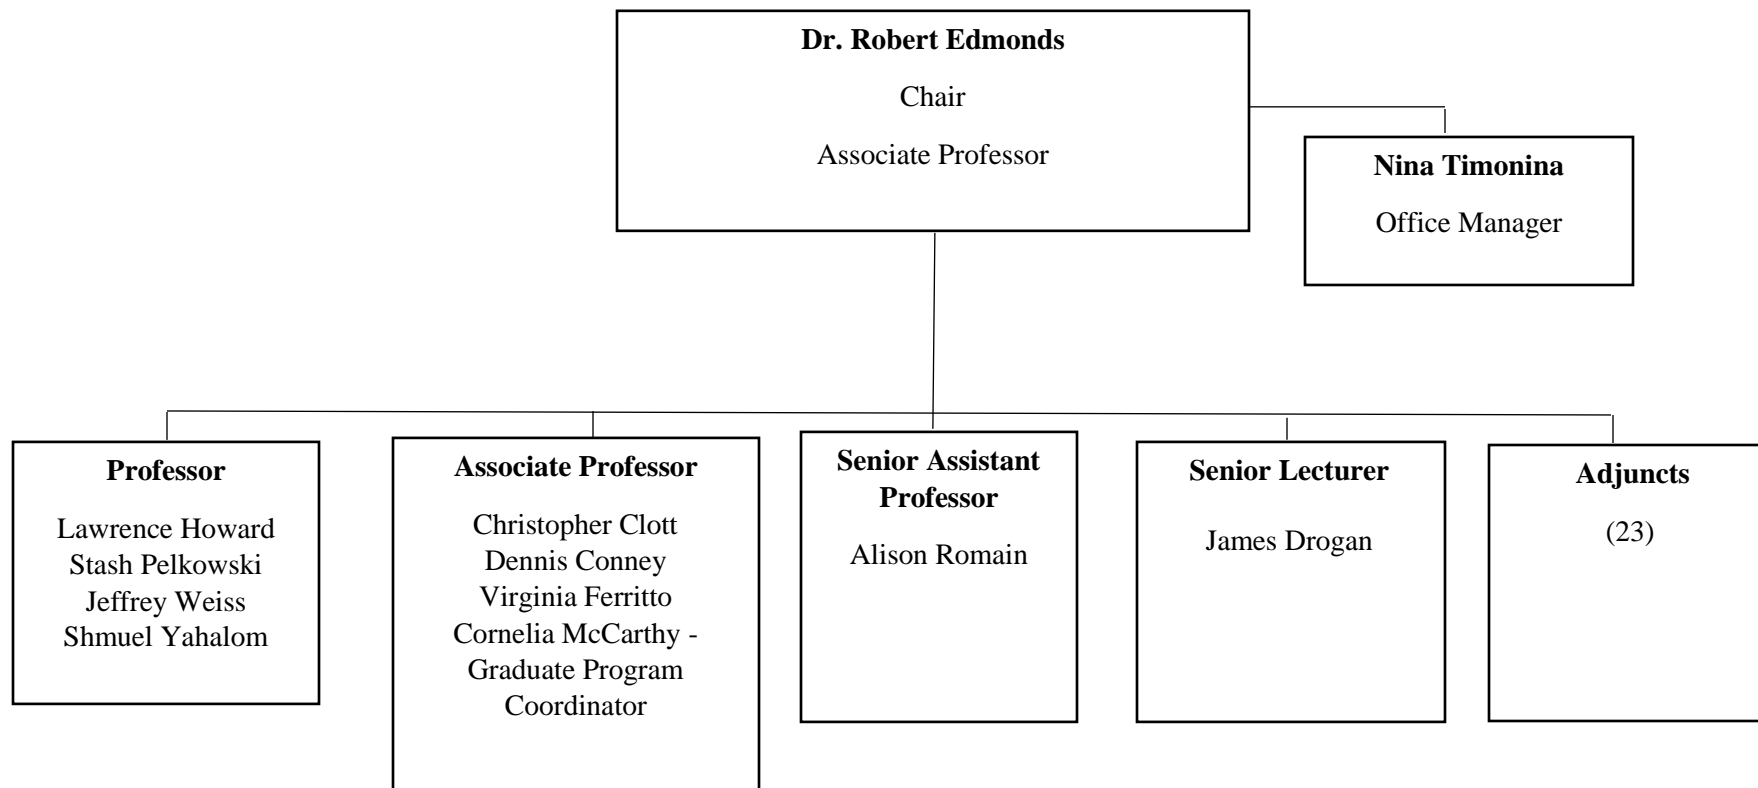 Dr. Robert Edmonds
Chair
Associate Professor
Nina Timonina
Office Manager
Professor
Lawrence Howard
Stash Pelkowski
Jeffrey Weiss
Shmuel Yahalom
Associate Professor
Christopher Clott
Dennis Conney
Virginia Ferritto
Cornelia McCarthy -
Graduate Program
Coordinator
Senior Assistant
Professor
Alison Romain
Senior Lecturer
James Drogan
Adjuncts
(23)